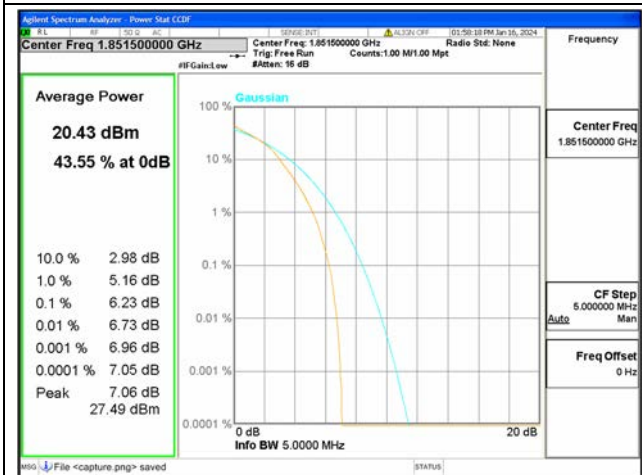 Agilent Spectrum Analyzer - Power Stat CCDF
RL RF 50 Ω AC SENSE:INT ALIGN OFF 01:58:18 PM Jan 16, 2024
Center Freq 1.851500000 GHz
Center Freq: 1.851500000 GHz Radio Std: None
Trig: Free Run Counts:1.00 M/1.00 Mpt
#IFGain:Low #Atten: 16 dB
Frequency
Average Power
20.43 dBm
43.55 % at 0dB
10.0 % 2.98 dB
1.0 % 5.16 dB
0.1 % 6.23 dB
0.01 % 6.73 dB
0.001 % 6.96 dB
0.0001 % 7.05 dB
Peak 7.06 dB
27.49 dBm
Gaussian
100 %
10 %
1 %
0.1 %
0.01 %
0.001 %
0.0001 %
0 dB 20 dB
Info BW 5.0000 MHz
Center Freq
1.851500000 GHz
CF Step
5.000000 MHz
Auto Man
Freq Offset
0 Hz
MSG File <capture.png> saved STATUS